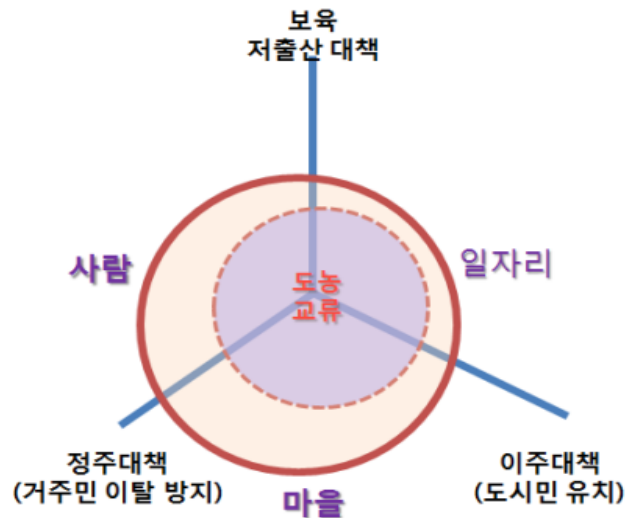 보육
저출산 대책
사람
일자리
도농
교류
정주대책
(거주민 이탈 방지)
마을
이주대책
(도시민 유치)